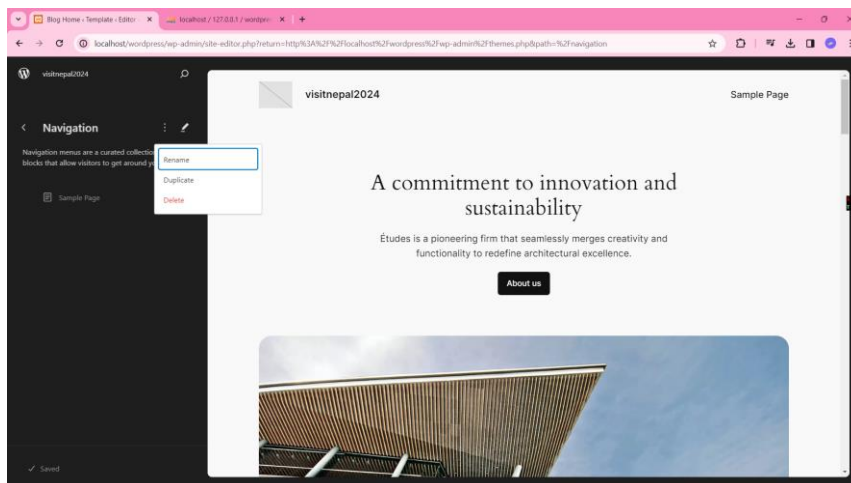 Blog Home ‹ Template ‹ Editor
localhost / 127.0.0.1 / wordpre
localhost/wordpress/wp-admin/site-editor.php?return=http%3A%2F%2Flocalhost%2Fwordpress%2Fwp-admin%2Fthemes.php&path=%2Fnavigation
visitnepal2024
visitnepal2024
Sample Page
Navigation
Navigation menus are a curated collection
blocks that allow visitors to get around
Rename
Duplicate
Delete
Sample Page
A commitment to innovation and
sustainability
Études is a pioneering firm that seamlessly merges creativity and
functionality to redefine architectural excellence.
About us
Saved